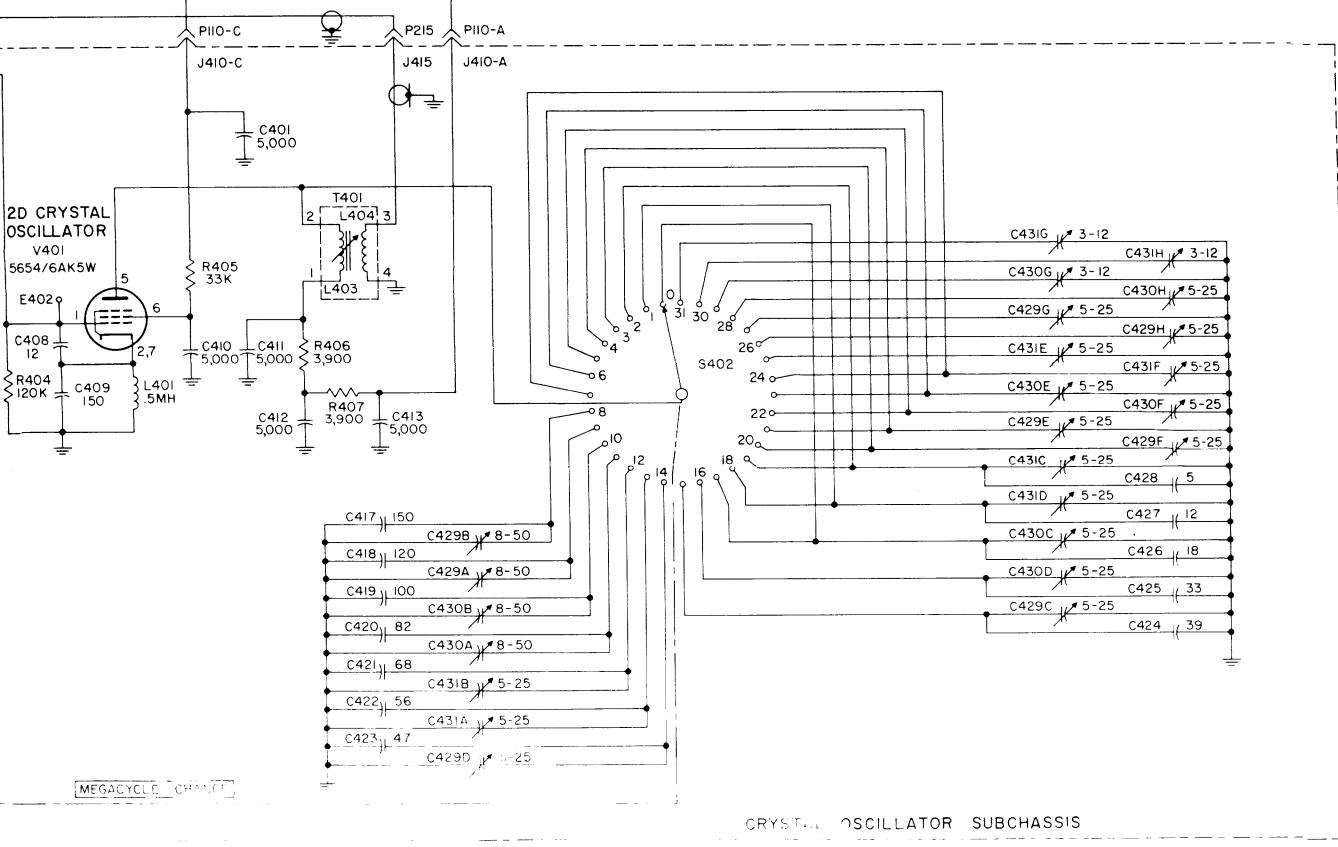 P110-C
P215
P110-A
J410-C
J415
J410-A
C401
5,000
2D CRYSTAL
OSCILLATOR
V401
5654/6AK5W
E402
1
5
6
2,7
R405
33K
T401
2
L404
3
1
L403
4
C408
12
R404
120K
C409
150
L401
.5MH
C410
5,000
C411
5,000
R406
3,900
R407
3,900
C412
5,000
C413
5,000
S402
0
1
2
3
4
6
8
10
12
14
16
18
20
22
24
26
28
30
31
C431G 3-12
C431H 3-12
C430G 3-12
C430H 5-25
C429G 5-25
C429H 5-25
C431E 5-25
C431F 5-25
C430E 5-25
C430F 5-25
C429E 5-25
C429F 5-25
C431C 5-25
C428 5
C431D 5-25
C427 12
C430C 5-25
C426 18
C430D 5-25
C425 33
C429C 5-25
C424 39
C417 150
C429B 8-50
C418 120
C429A 8-50
C419 100
C430B 8-50
C420 82
C430A 8-50
C421 68
C431B 5-25
C422 56
C431A 5-25
C423 47
C429D -25
MEGACYCLE
OSCILLATOR SUBCHASSIS